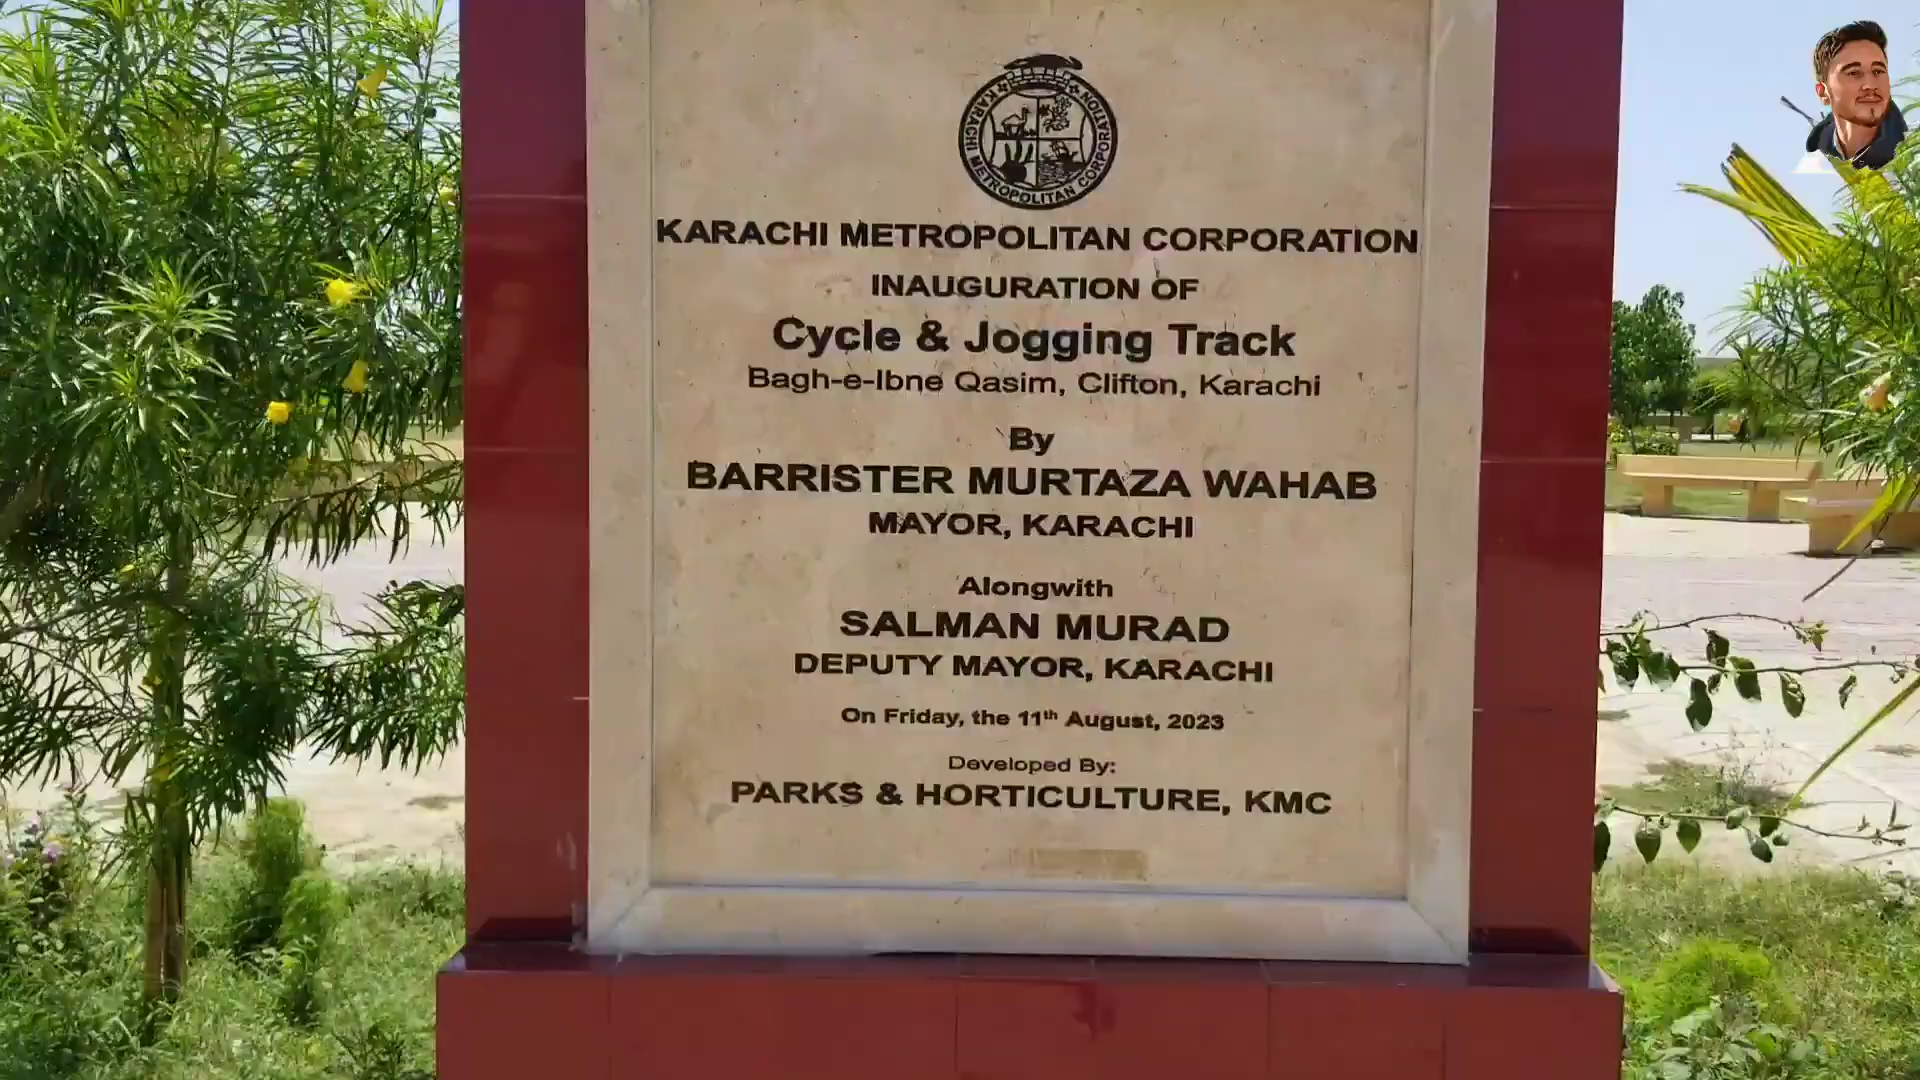 KARACHI METROPOLITAN CORPORATION
KARACHI METROPOLITAN CORPORATION
INAUGURATION OF
Cycle & Jogging Track
Bagh-e-Ibne Qasim, Clifton, Karachi
By
BARRISTER MURTAZA WAHAB
MAYOR, KARACHI
Alongwith
SALMAN MURAD
DEPUTY MAYOR, KARACHI
On Friday, the 11th August, 2023
Developed By:
PARKS & HORTICULTURE, KMC